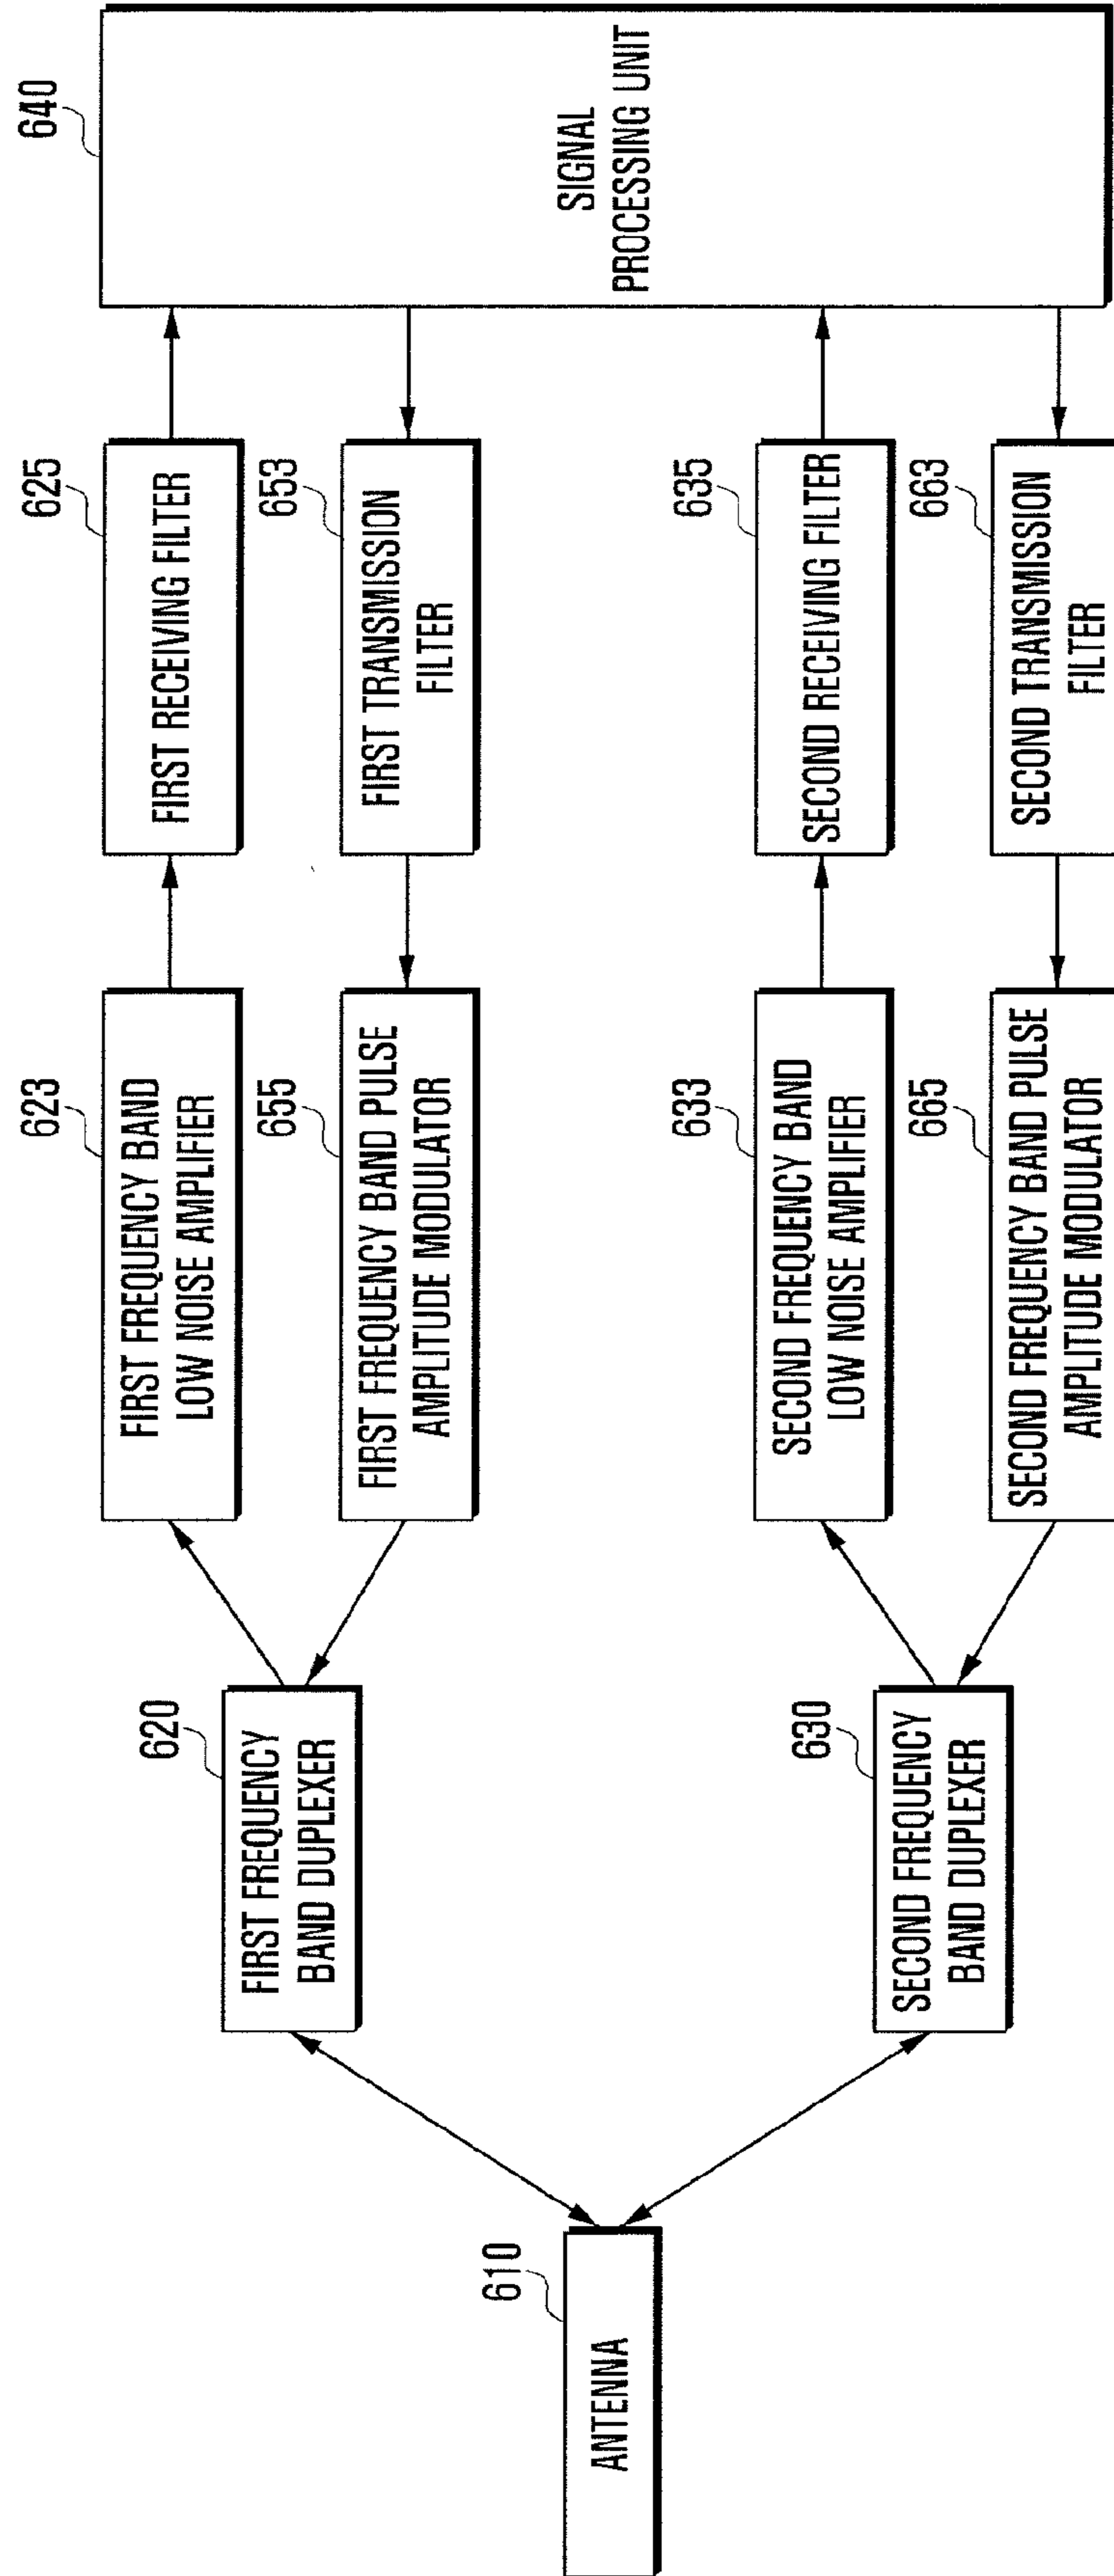 610
ANTENNA
620
FIRST FREQUENCY
BAND DUPLEXER
630
SECOND FREQUENCY
BAND DUPLEXER
623
FIRST FREQUENCY BAND
LOW NOISE AMPLIFIER
655
FIRST FREQUENCY BAND PULSE
AMPLITUDE MODULATOR
633
SECOND FREQUENCY BAND
LOW NOISE AMPLIFIER
665
SECOND FREQUENCY BAND PULSE
AMPLITUDE MODULATOR
625
FIRST RECEIVING FILTER
653
FIRST TRANSMISSION
FILTER
635
SECOND RECEIVING FILTER
663
SECOND TRANSMISSION
FILTER
640
SIGNAL
PROCESSING UNIT